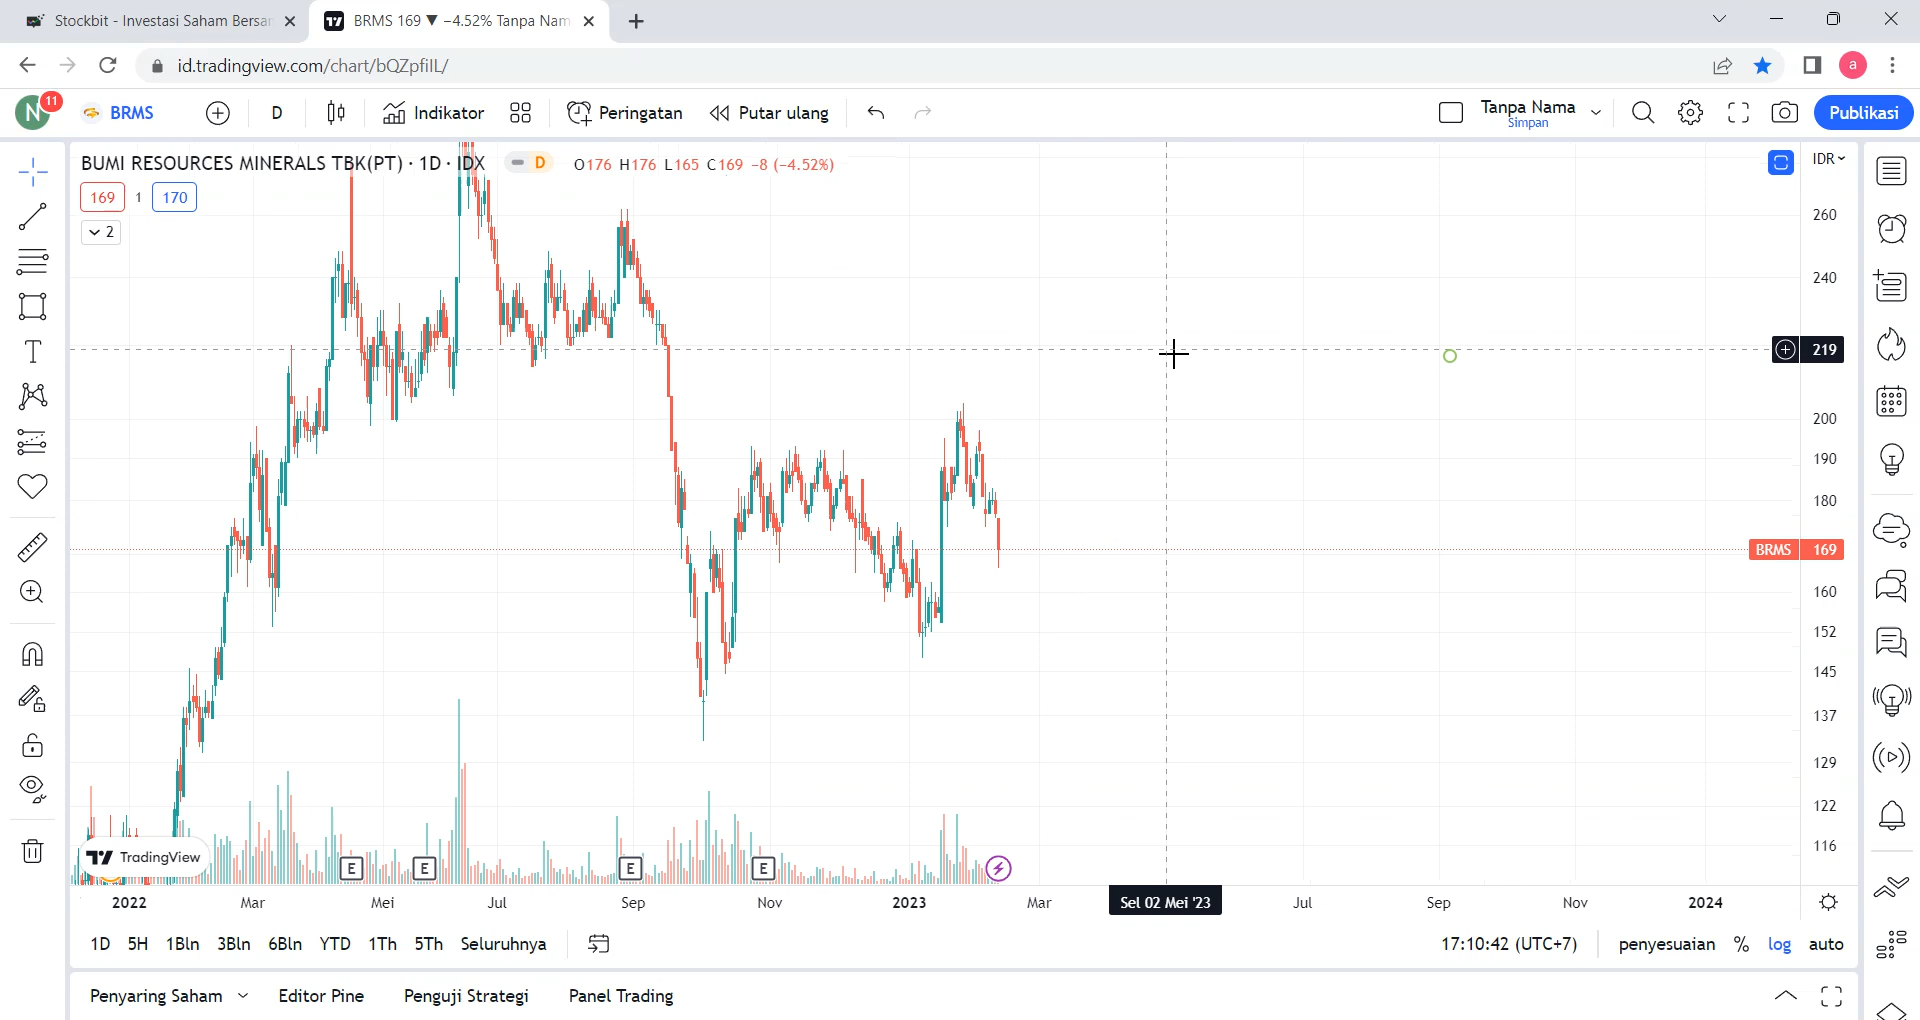 Stockbit - Investasi Saham Bersar
BRMS 169 ▼ −4.52% Tanpa Nam
id.tradingview.com/chart/bQZpfilL/
a
N
11
BRMS
D
Indikator
Peringatan
Putar ulang
Tanpa Nama
Simpan
Publikasi
BUMI RESOURCES MINERALS TBK(PT) · 1D · IDX
D
O176 H176 L165 C169 −8 (−4.52%)
IDR
169
1
170
2
260
240
219
200
190
180
BRMS 169
160
152
145
137
129
122
116
TradingView
E
E
E
E
2022
Mar
Mei
Jul
Sep
Nov
2023
Mar
Sel 02 Mei '23
Jul
Sep
Nov
2024
1D 5H 1Bln 3Bln 6Bln YTD 1Th 5Th Seluruhnya
17:10:42 (UTC+7)
penyesuaian % log auto
Penyaring Saham
Editor Pine
Penguji Strategi
Panel Trading